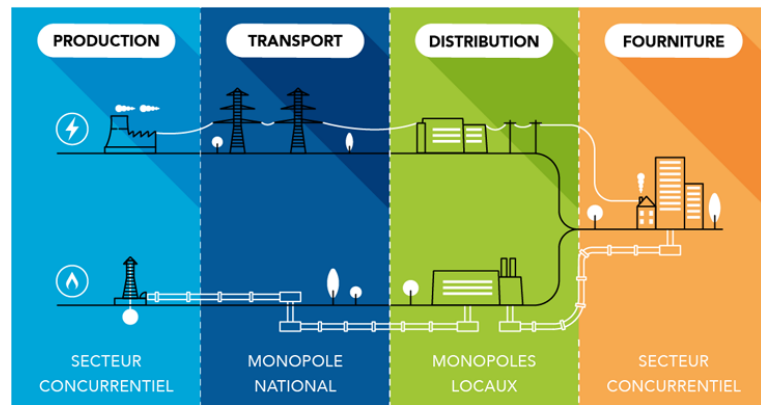 PRODUCTION
TRANSPORT
DISTRIBUTION
FOURNITURE
SECTEUR
CONCURRENTIEL
MONOPOLE
NATIONAL
MONOPOLES
LOCAUX
SECTEUR
CONCURRENTIEL